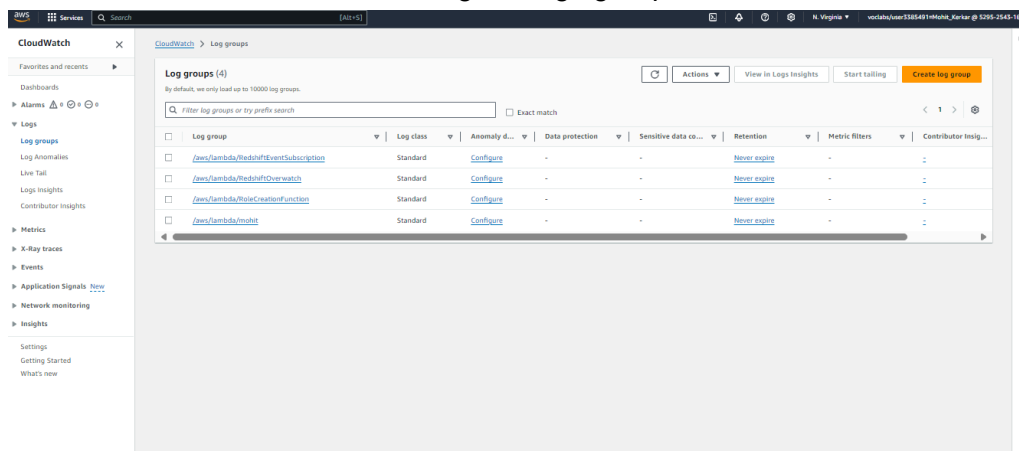 aws Services Search [Alt+S] N. Virginia voclabs/user3385491=Mohit_Kerkar @ 5295-2543-16
CloudWatch
CloudWatch > Log groups
Favorites and recents
Dashboards
Alarms 0 0 0
Logs
Log groups
Log Anomalies
Live Tail
Logs Insights
Contributor Insights
Metrics
X-Ray traces
Events
Application Signals New
Network monitoring
Insights
Settings
Getting Started
What's new
Log groups (4)
Actions View in Logs Insights Start tailing Create log group
By default, we only load up to 10000 log groups.
Filter log groups or try prefix search Exact match 1
Log group Log class Anomaly d... Data protection Sensitive data co... Retention Metric filters Contributor Insig...
/aws/lambda/RedshiftEventSubscription Standard Configure - - Never expire - -
/aws/lambda/RedshiftOverwatch Standard Configure - - Never expire - -
/aws/lambda/RoleCreationFunction Standard Configure - - Never expire - -
/aws/lambda/mohit Standard Configure - - Never expire - -